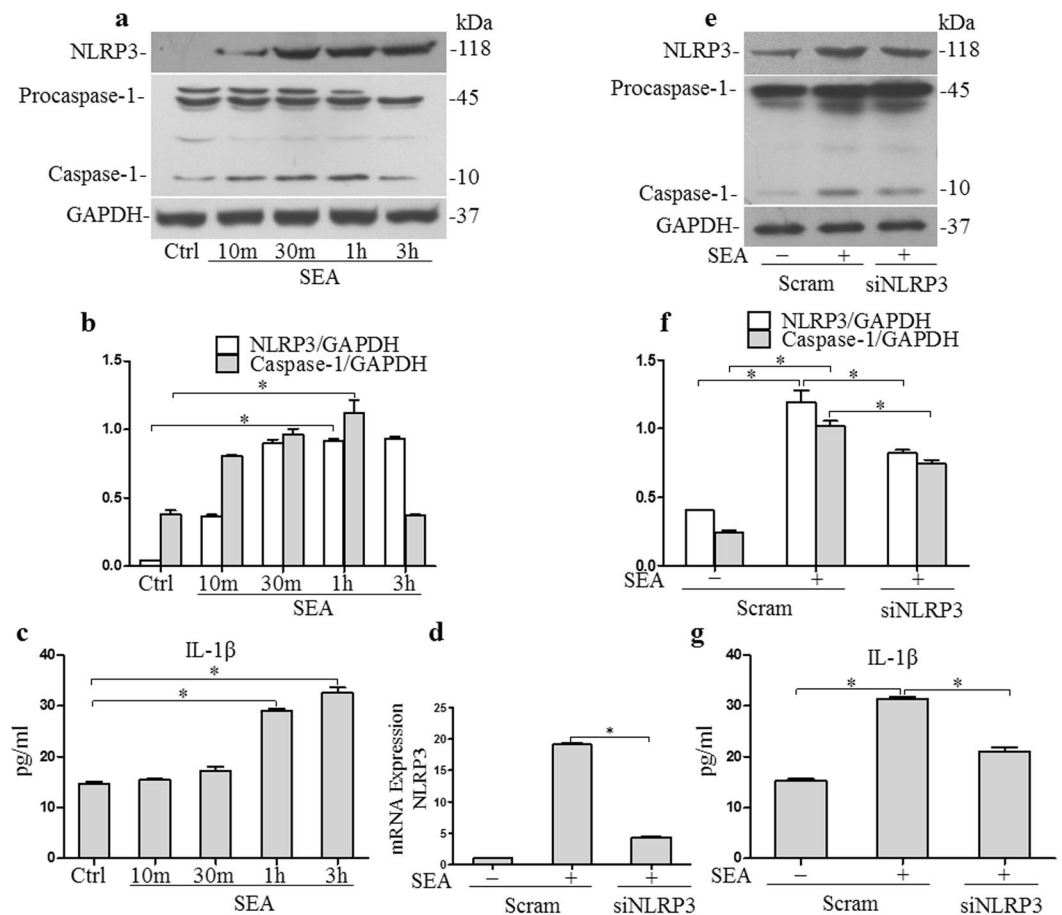 a
kDa
NLRP3-
-118
Procaspase-1-
-45
Caspase-1-
-10
GAPDH-
-37
Ctrl 10m 30m 1h 3h
SEA
e
kDa
NLRP3-
-118
Procaspase-1-
-45
Caspase-1-
-10
GAPDH-
-37
SEA − + +
Scram siNLRP3
b
NLRP3/GAPDH
Caspase-1/GAPDH
1.5
*
1.0
*
0.5
0.0
Ctrl 10m 30m 1h 3h
SEA
f
NLRP3/GAPDH
Caspase-1/GAPDH
1.5
*
* *
*
1.0
0.5
0.0
SEA − + +
Scram siNLRP3
c
IL-1β
40
*
*
30
20
10
0
pg/ml
Ctrl 10m 30m 1h 3h
SEA
d
mRNA Expression
NLRP3
25
20
*
15
10
5
0
SEA − + +
Scram siNLRP3
g
IL-1β
40
* *
30
20
10
0
pg/ml
SEA − + +
Scram siNLRP3